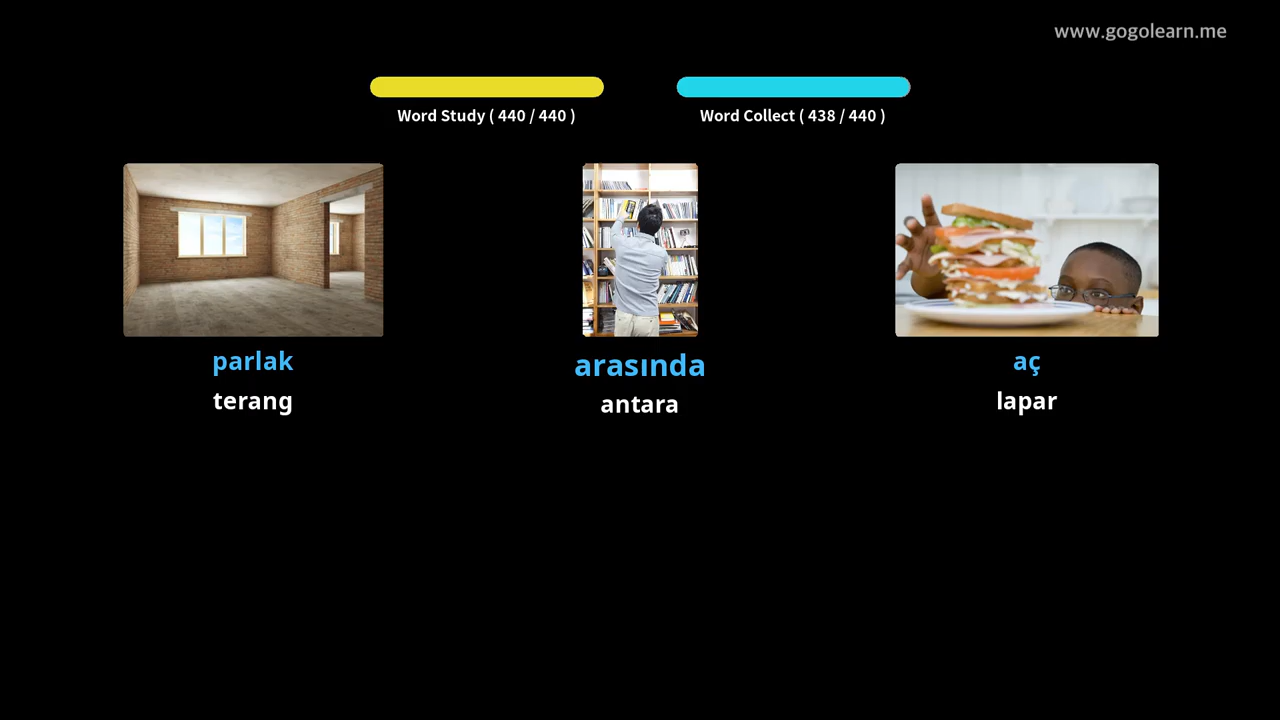 www.gogolearn.me
Word Study ( 440 / 440 )
Word Collect ( 438 / 440 )
parlak
arasında
aç
terang
antara
lapar